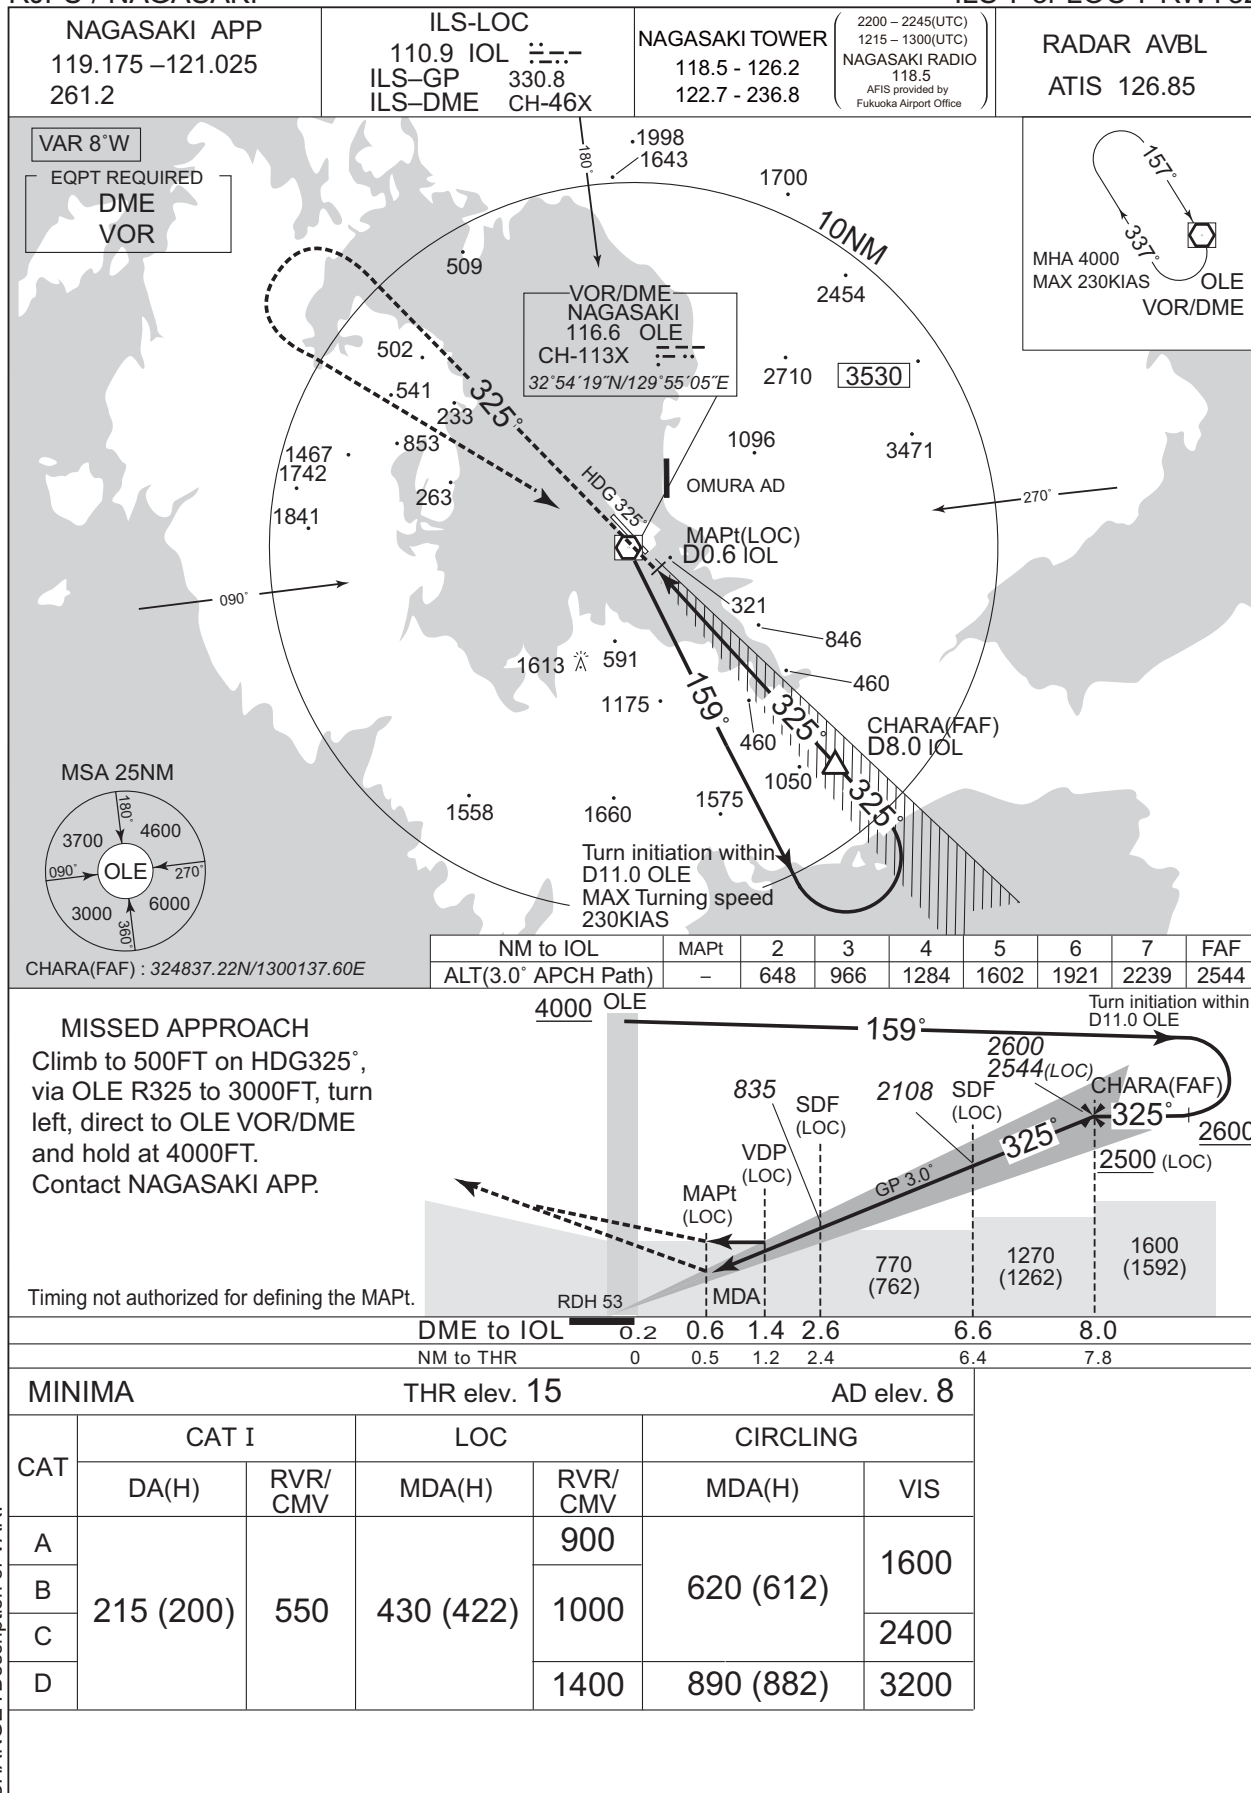 NAGASAKI APP
119.175 –121.025
261.2
ILS-LOC
110.9 IOL
ILS–GP 330.8
ILS–DME CH-46X
NAGASAKI TOWER
118.5 - 126.2
122.7 - 236.8
2200 – 2245(UTC)
1215 – 1300(UTC)
NAGASAKI RADIO
118.5
AFIS provided by
Fukuoka Airport Office
RADAR AVBL
ATIS 126.85
VAR 8°W
EQPT REQUIRED
DME
VOR
180°
1998
1643
1700
10NM
509
2454
157°
337°
MHA 4000
MAX 230KIAS
OLE
VOR/DME
VOR/DME
NAGASAKI
116.6 OLE
CH-113X
32°54´19˝N/129°55´05˝E
502
541
233
325°
2710
3530
1096
3471
853
1467
1742
263
1841
HDG 325°
OMURA AD
270°
MAPt(LOC)
D0.6 IOL
090°
321
846
1613
591
460
1175
159°
325°
460
CHARA(FAF)
D8.0 IOL
1050
325°
1558
1660
1575
Turn initiation within
D11.0 OLE
MAX Turning speed
230KIAS
MSA 25NM
180°
3700
4600
090°
OLE
270°
3000
6000
360°
CHARA(FAF) : 324837.22N/1300137.60E
NM to IOL MAPt 2 3 4 5 6 7 FAF
ALT(3.0° APCH Path) – 648 966 1284 1602 1921 2239 2544
MISSED APPROACH
Climb to 500FT on HDG325°,
via OLE R325 to 3000FT, turn
left, direct to OLE VOR/DME
and hold at 4000FT.
Contact NAGASAKI APP.
4000 OLE
159°
Turn initiation within
D11.0 OLE
2600
2544(LOC)
835
2108
SDF
(LOC)
CHARA(FAF)
SDF
(LOC)
325°
325°
2600
2500 (LOC)
VDP
(LOC)
GP 3.0°
MAPt
(LOC)
770
(762)
1270
(1262)
1600
(1592)
Timing not authorized for defining the MAPt.
RDH 53
MDA
DME to IOL 0.2 0.6 1.4 2.6 6.6 8.0
NM to THR 0 0.5 1.2 2.4 6.4 7.8
MINIMA THR elev. 15 AD elev. 8
CAT CAT I LOC CIRCLING
DA(H) RVR/CMV MDA(H) RVR/CMV MDA(H) VIS
A 215 (200) 550 430 (422) 900 620 (612) 1600
B 1000
C 2400
D 1400 890 (882) 3200